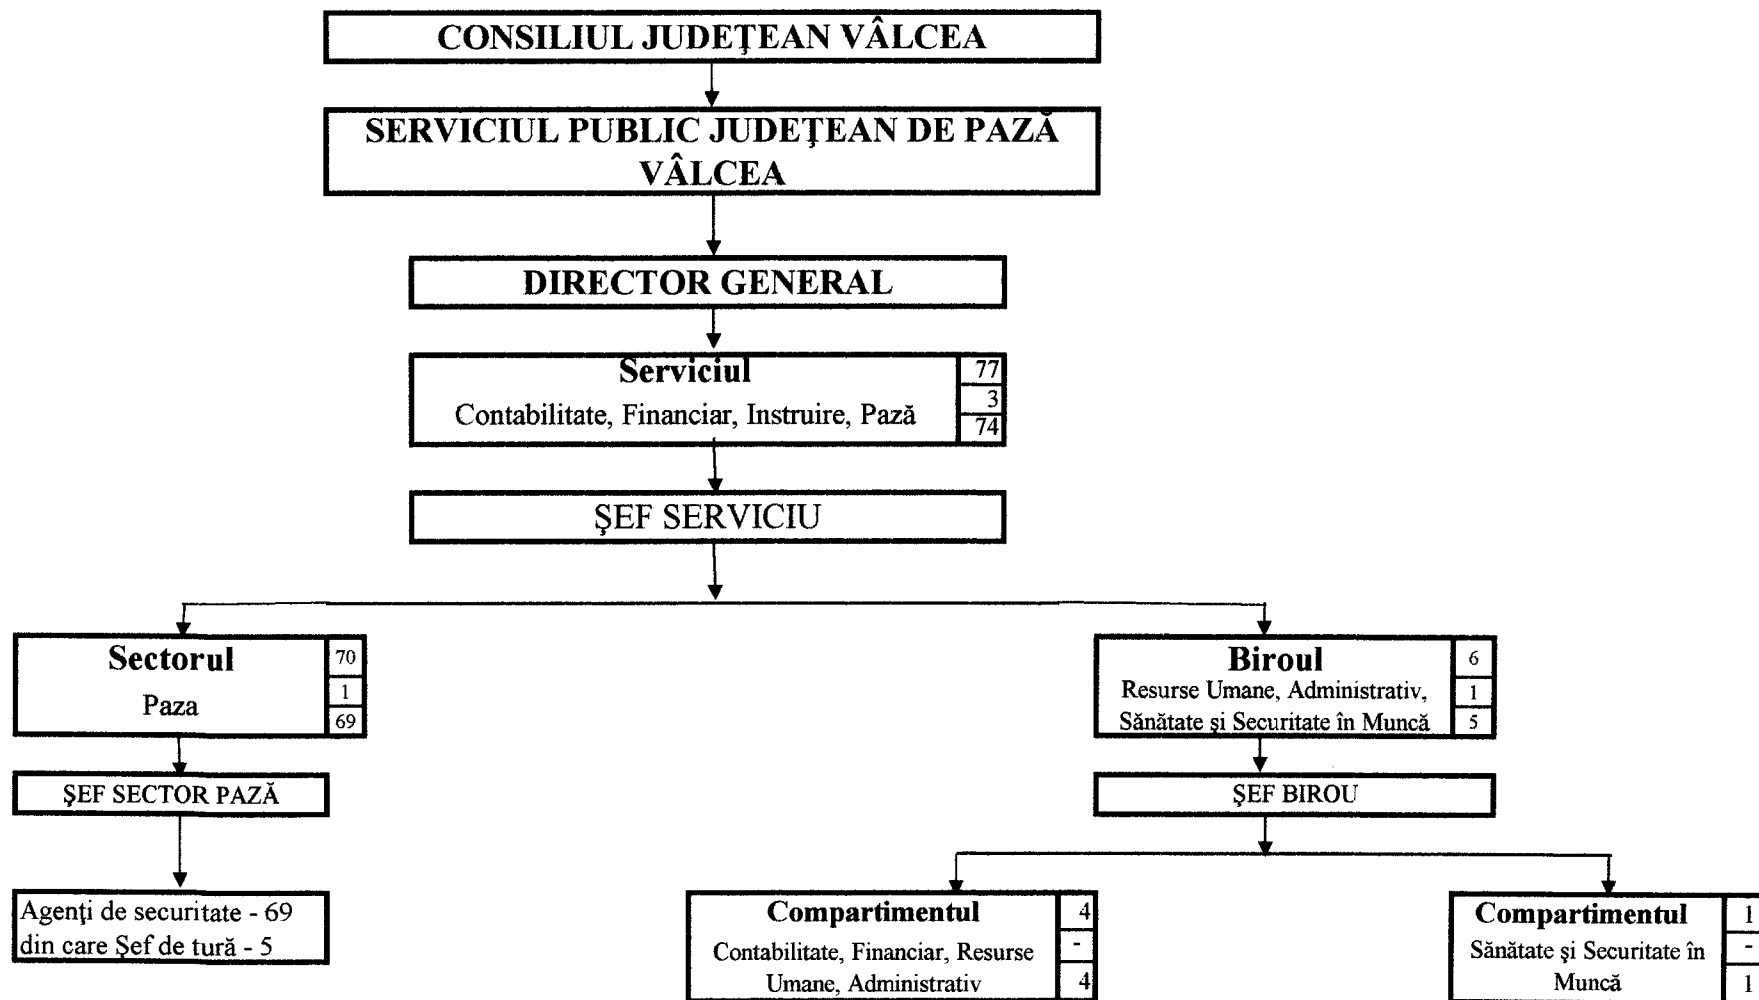 CONSILIUL JUDEŢEAN VÂLCEA
SERVICIUL PUBLIC JUDEŢEAN DE PAZĂ
VÂLCEA
DIRECTOR GENERAL
Serviciul
Contabilitate, Financiar, Instruire, Pază
77
3
74
ŞEF SERVICIU
Sectorul
Paza
70
1
69
Biroul
Resurse Umane, Administrativ,
Sănătate şi Securitate în Muncă
6
1
5
ŞEF SECTOR PAZĂ
ŞEF BIROU
Agenţi de securitate - 69
din care Şef de tură - 5
Compartimentul
Contabilitate, Financiar, Resurse
Umane, Administrativ
4
-
4
Compartimentul
Sănătate şi Securitate în
Muncă
1
-
1